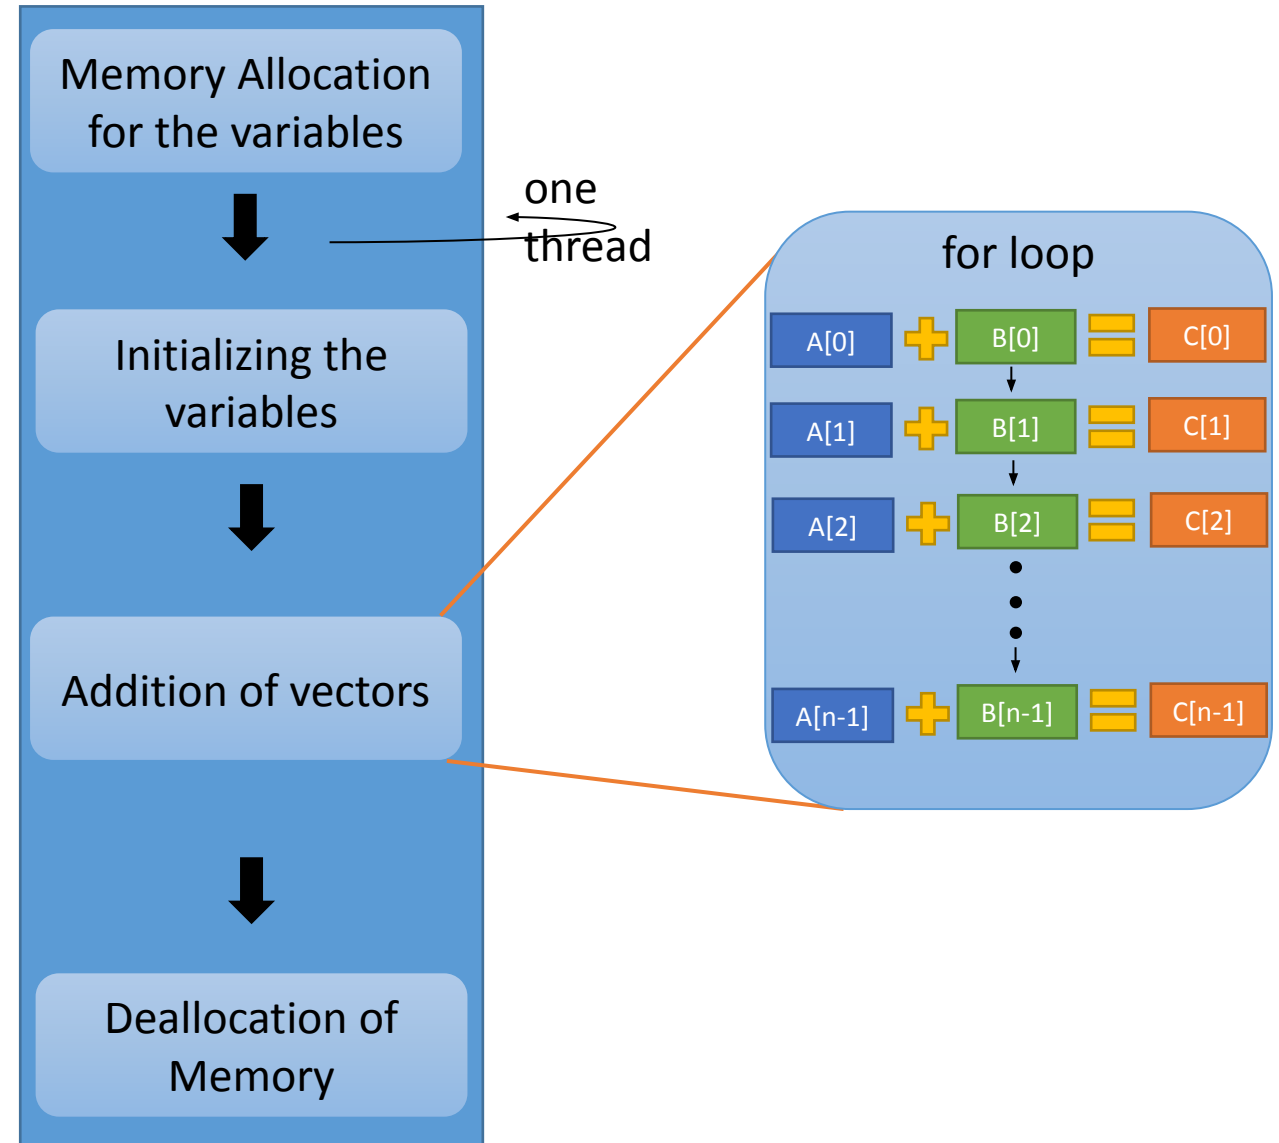 Memory Allocation
for the variables
one
thread
Initializing the
variables
Addition of vectors
Deallocation of
Memory
for loop
A[0] + B[0] = C[0]
A[1] + B[1] = C[1]
A[2] + B[2] = C[2]
A[n-1] + B[n-1] = C[n-1]